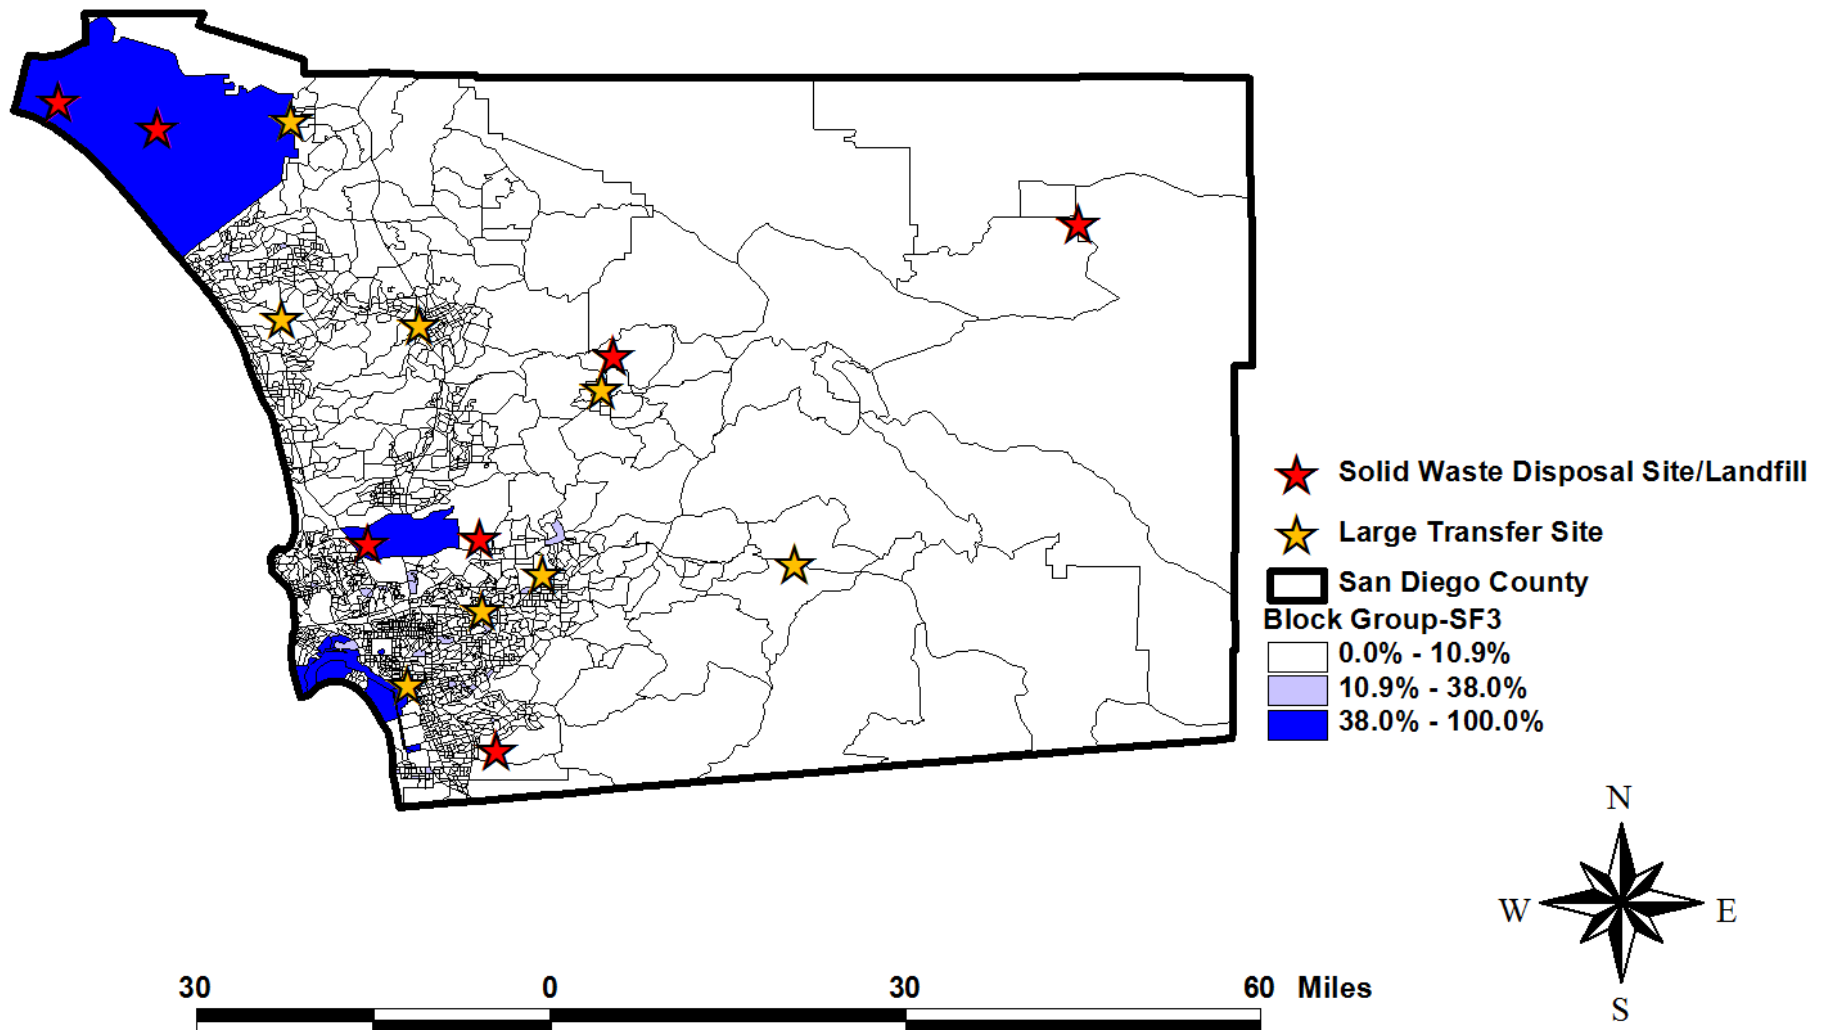 Solid Waste Disposal Site/Landfill
Large Transfer Site
San Diego County
Block Group-SF3
0.0% - 10.9%
10.9% - 38.0%
38.0% - 100.0%
N
W E
S
30 0 30 60 Miles